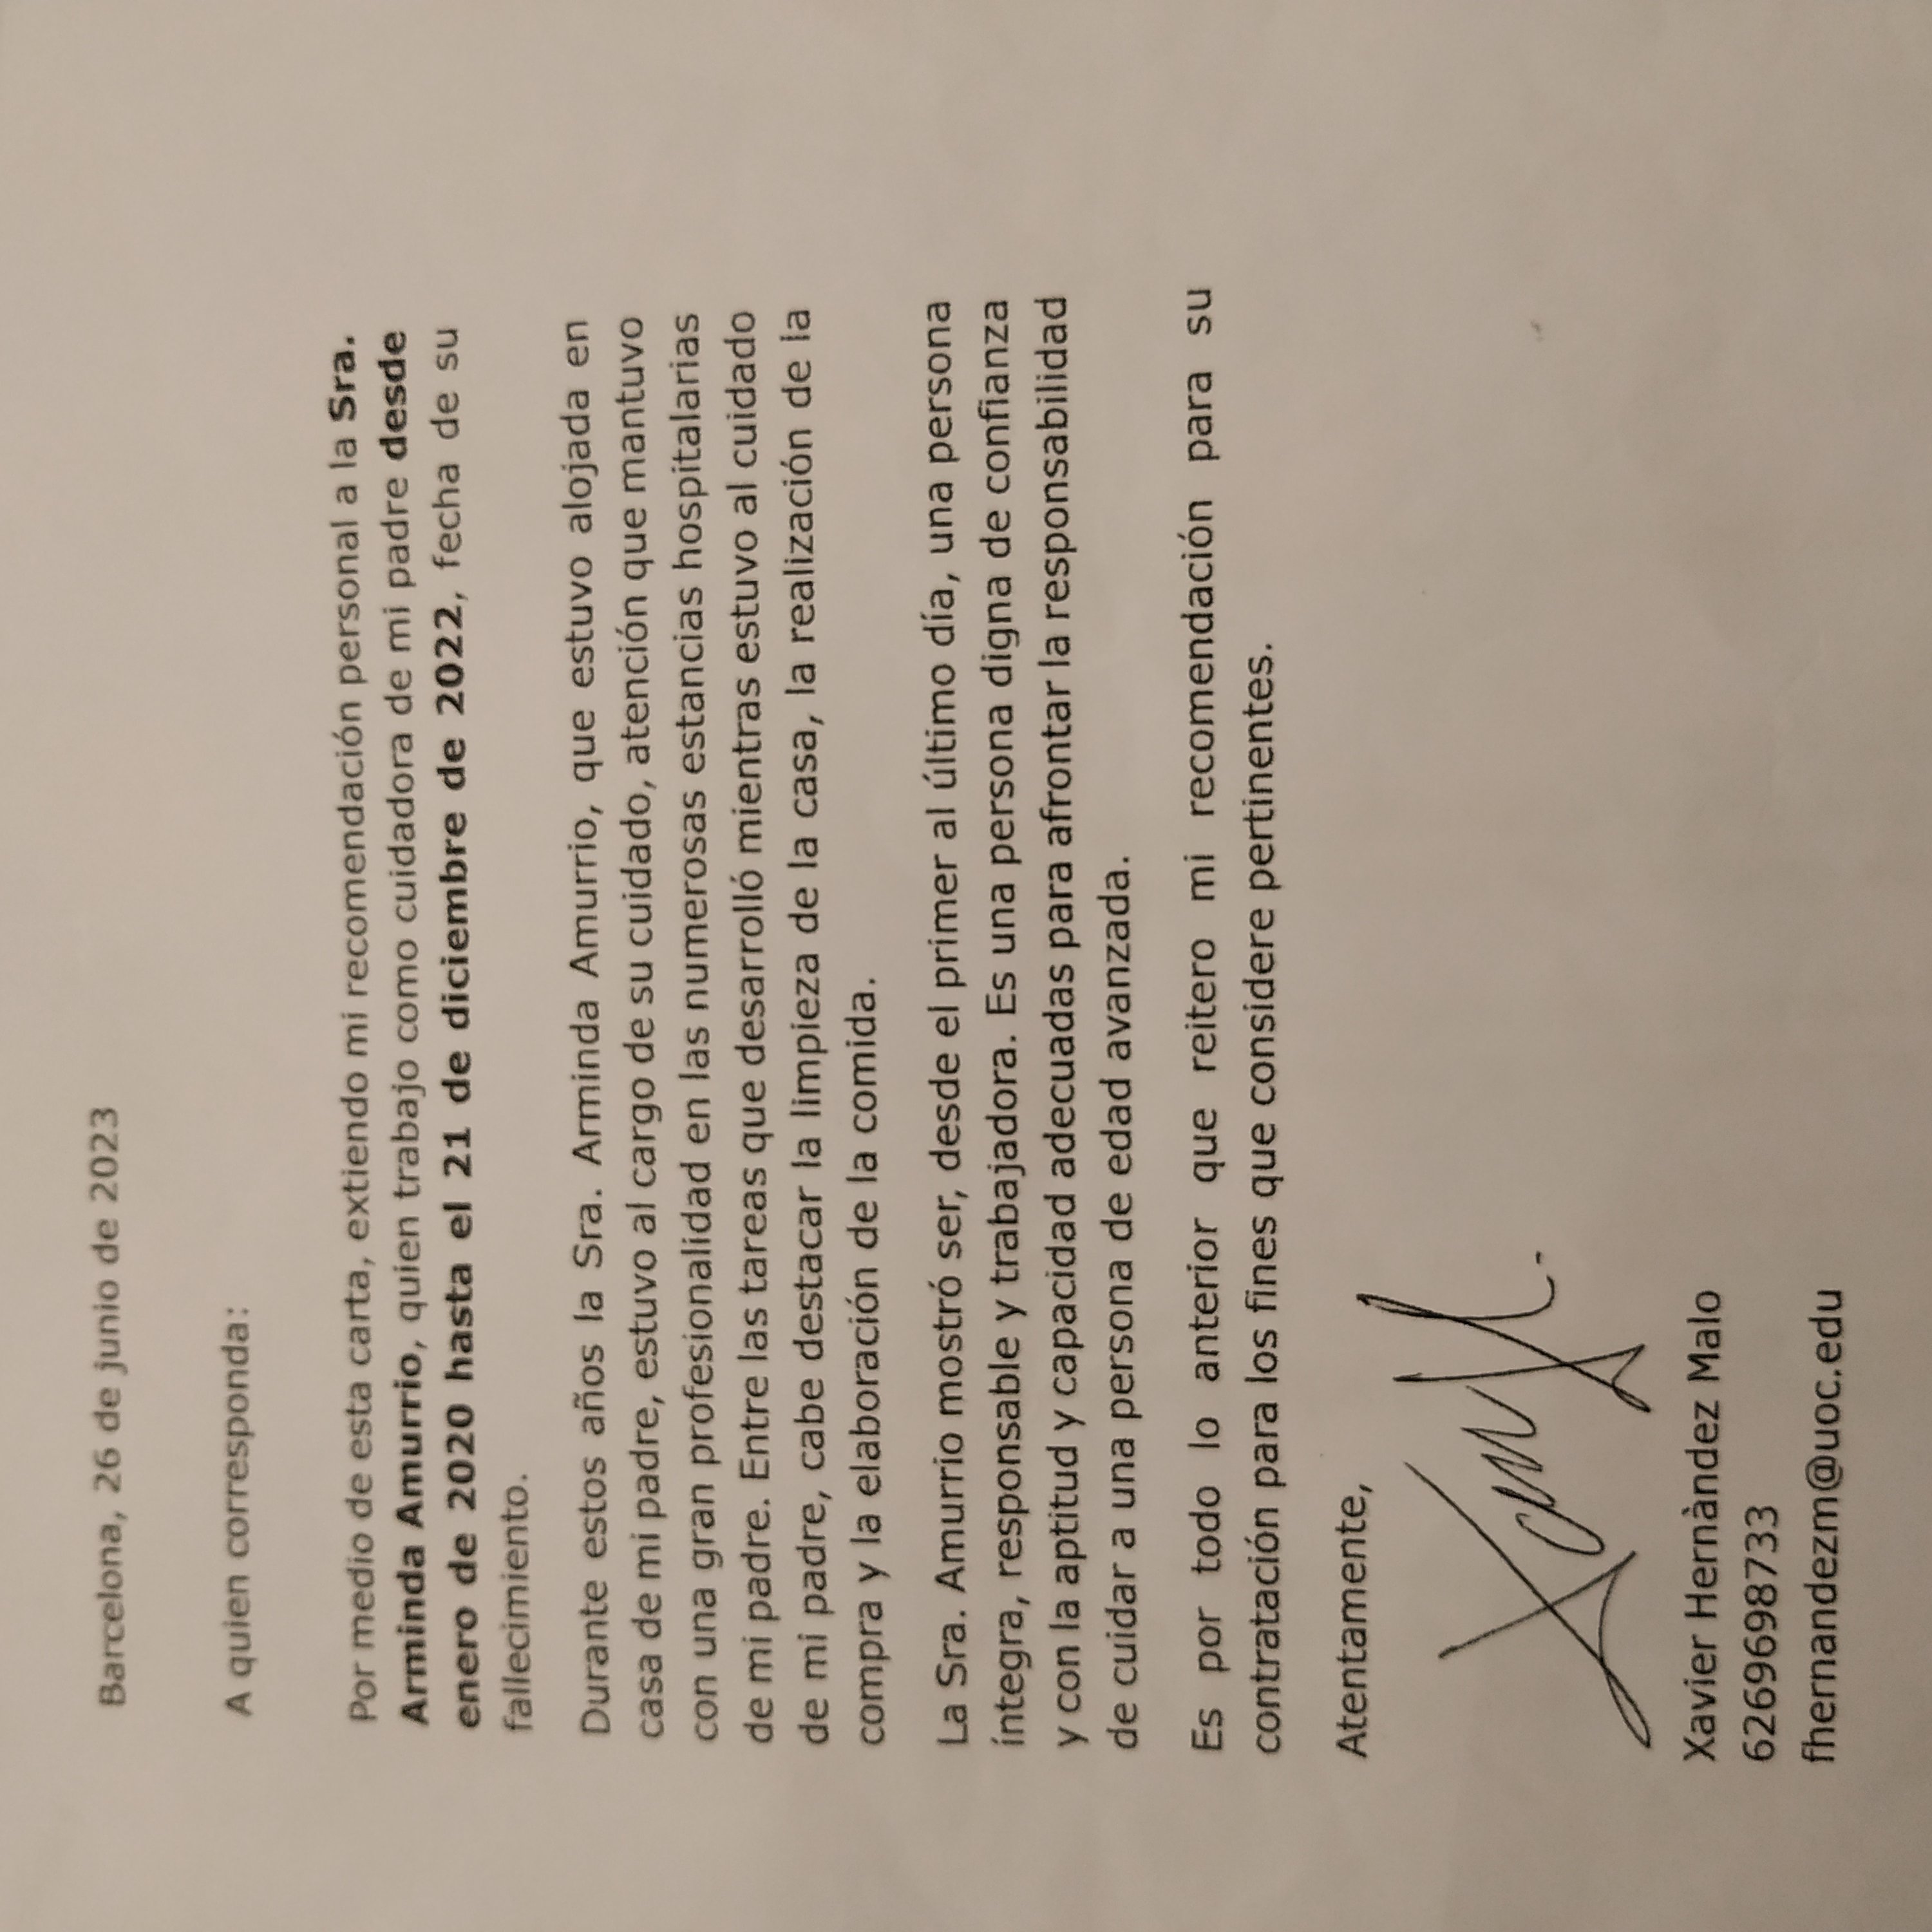 Barcelona, 26 de junio de 2023
A quien corresponda:
Por medio de esta carta, extiendo mi recomendación personal a la Sra.
Arminda Amurrio, quien trabajo como cuidadora de mi padre desde
enero de 2020 hasta el 21 de diciembre de 2022, fecha de su
fallecimiento.
Durante estos años la Sra. Arminda Amurrio, que estuvo alojada en
casa de mi padre, estuvo al cargo de su cuidado, atención que mantuvo
con una gran profesionalidad en las numerosas estancias hospitalarias
de mi padre. Entre las tareas que desarrolló mientras estuvo al cuidado
de mi padre, cabe destacar la limpieza de la casa, la realización de la
compra y la elaboración de la comida.
La Sra. Amurrio mostró ser, desde el primer al último día, una persona
íntegra, responsable y trabajadora. Es una persona digna de confianza
y con la aptitud y capacidad adecuadas para afrontar la responsabilidad
de cuidar a una persona de edad avanzada.
Es por todo lo anterior que reitero mi recomendación para su
contratación para los fines que considere pertinentes.
Atentamente,
Xavier Hernàndez Malo
6269698733
fhernandezm@uoc.edu